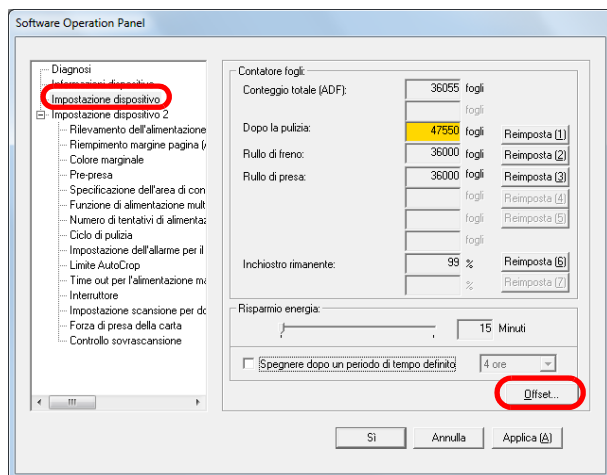 Software Operation Panel
Diagnosi
Informazioni dispositivo
Impostazione dispositivo
Impostazione dispositivo 2
Rilevamento dell'alimentazione
Riempimento margine pagina (
Colore marginale
Pre-presa
Specificazione dell'area di con
Funzione di alimentazione mult
Numero di tentativi di alimentaz
Ciclo di pulizia
Impostazione dell'allarme per il
Limite AutoCrop
Time out per l'alimentazione ma
Interruttore
Impostazione scansione per do
Forza di presa della carta
Controllo sovrascansione
Contatore fogli:
Conteggio totale (ADF): 36055 fogli
fogli
Dopo la pulizia: 47550 fogli Reimposta (1)
Rullo di freno: 36000 fogli Reimposta (2)
Rullo di presa: 36000 fogli Reimposta (3)
fogli Reimposta (4)
fogli Reimposta (5)
fogli
Inchiostro rimanente: 99 % Reimposta (6)
% Reimposta (7)
Risparmio energia:
15 Minuti
Spegnere dopo un periodo di tempo definito 4 ore
Offset...
Sì Annulla Applica (A)